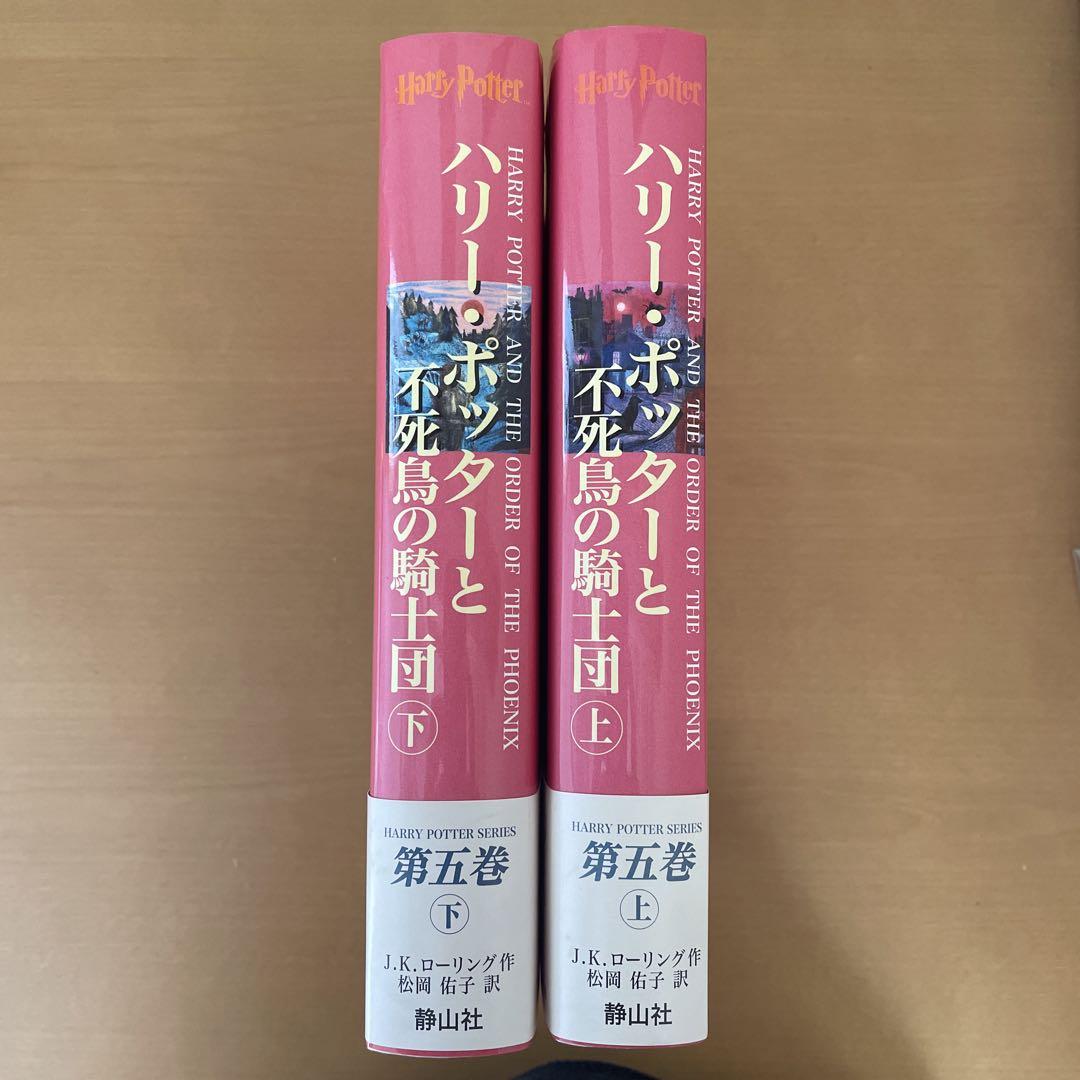 Harry Potter
HARRY POTTER AND THE ORDER OF THE PHOENIX
ハリー・ポッターと
不死鳥の騎士団 下
HARRY POTTER SERIES
第五巻
下
J.K.ローリング作
松岡 佑子 訳
静山社
Harry Potter
HARRY POTTER AND THE ORDER OF THE PHOENIX
ハリー・ポッターと
不死鳥の騎士団 上
HARRY POTTER SERIES
第五巻
上
J.K.ローリング作
松岡 佑子 訳
静山社